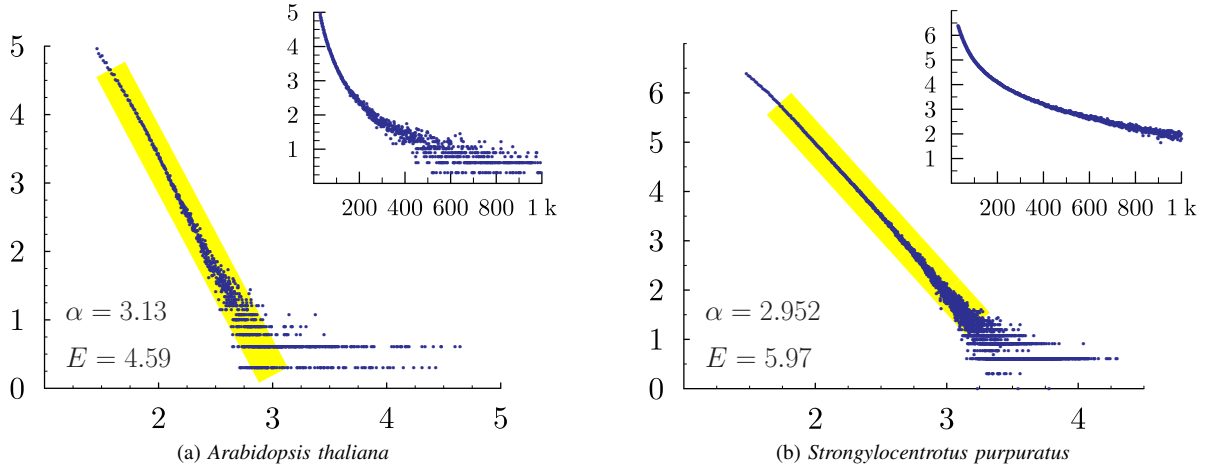 5
4
3
2
1
200 400 600 800 1 k
5
4
3
2
1
0
2 3 4 5
α = 3.13
E = 4.59
(a) Arabidopsis thaliana
6
5
4
3
2
1
200 400 600 800 1 k
6
5
4
3
2
1
0
2 3 4
α = 2.952
E = 5.97
(b) Strongylocentrotus purpuratus